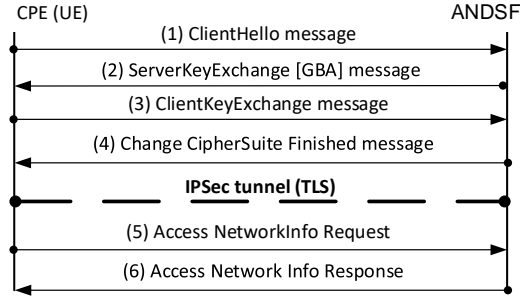 CPE (UE) ANDSF
(1) ClientHello message
(2) ServerKeyExchange [GBA] message
(3) ClientKeyExchange message
(4) Change CipherSuite Finished message
IPSec tunnel (TLS)
(5) Access NetworkInfo Request
(6) Access Network Info Response